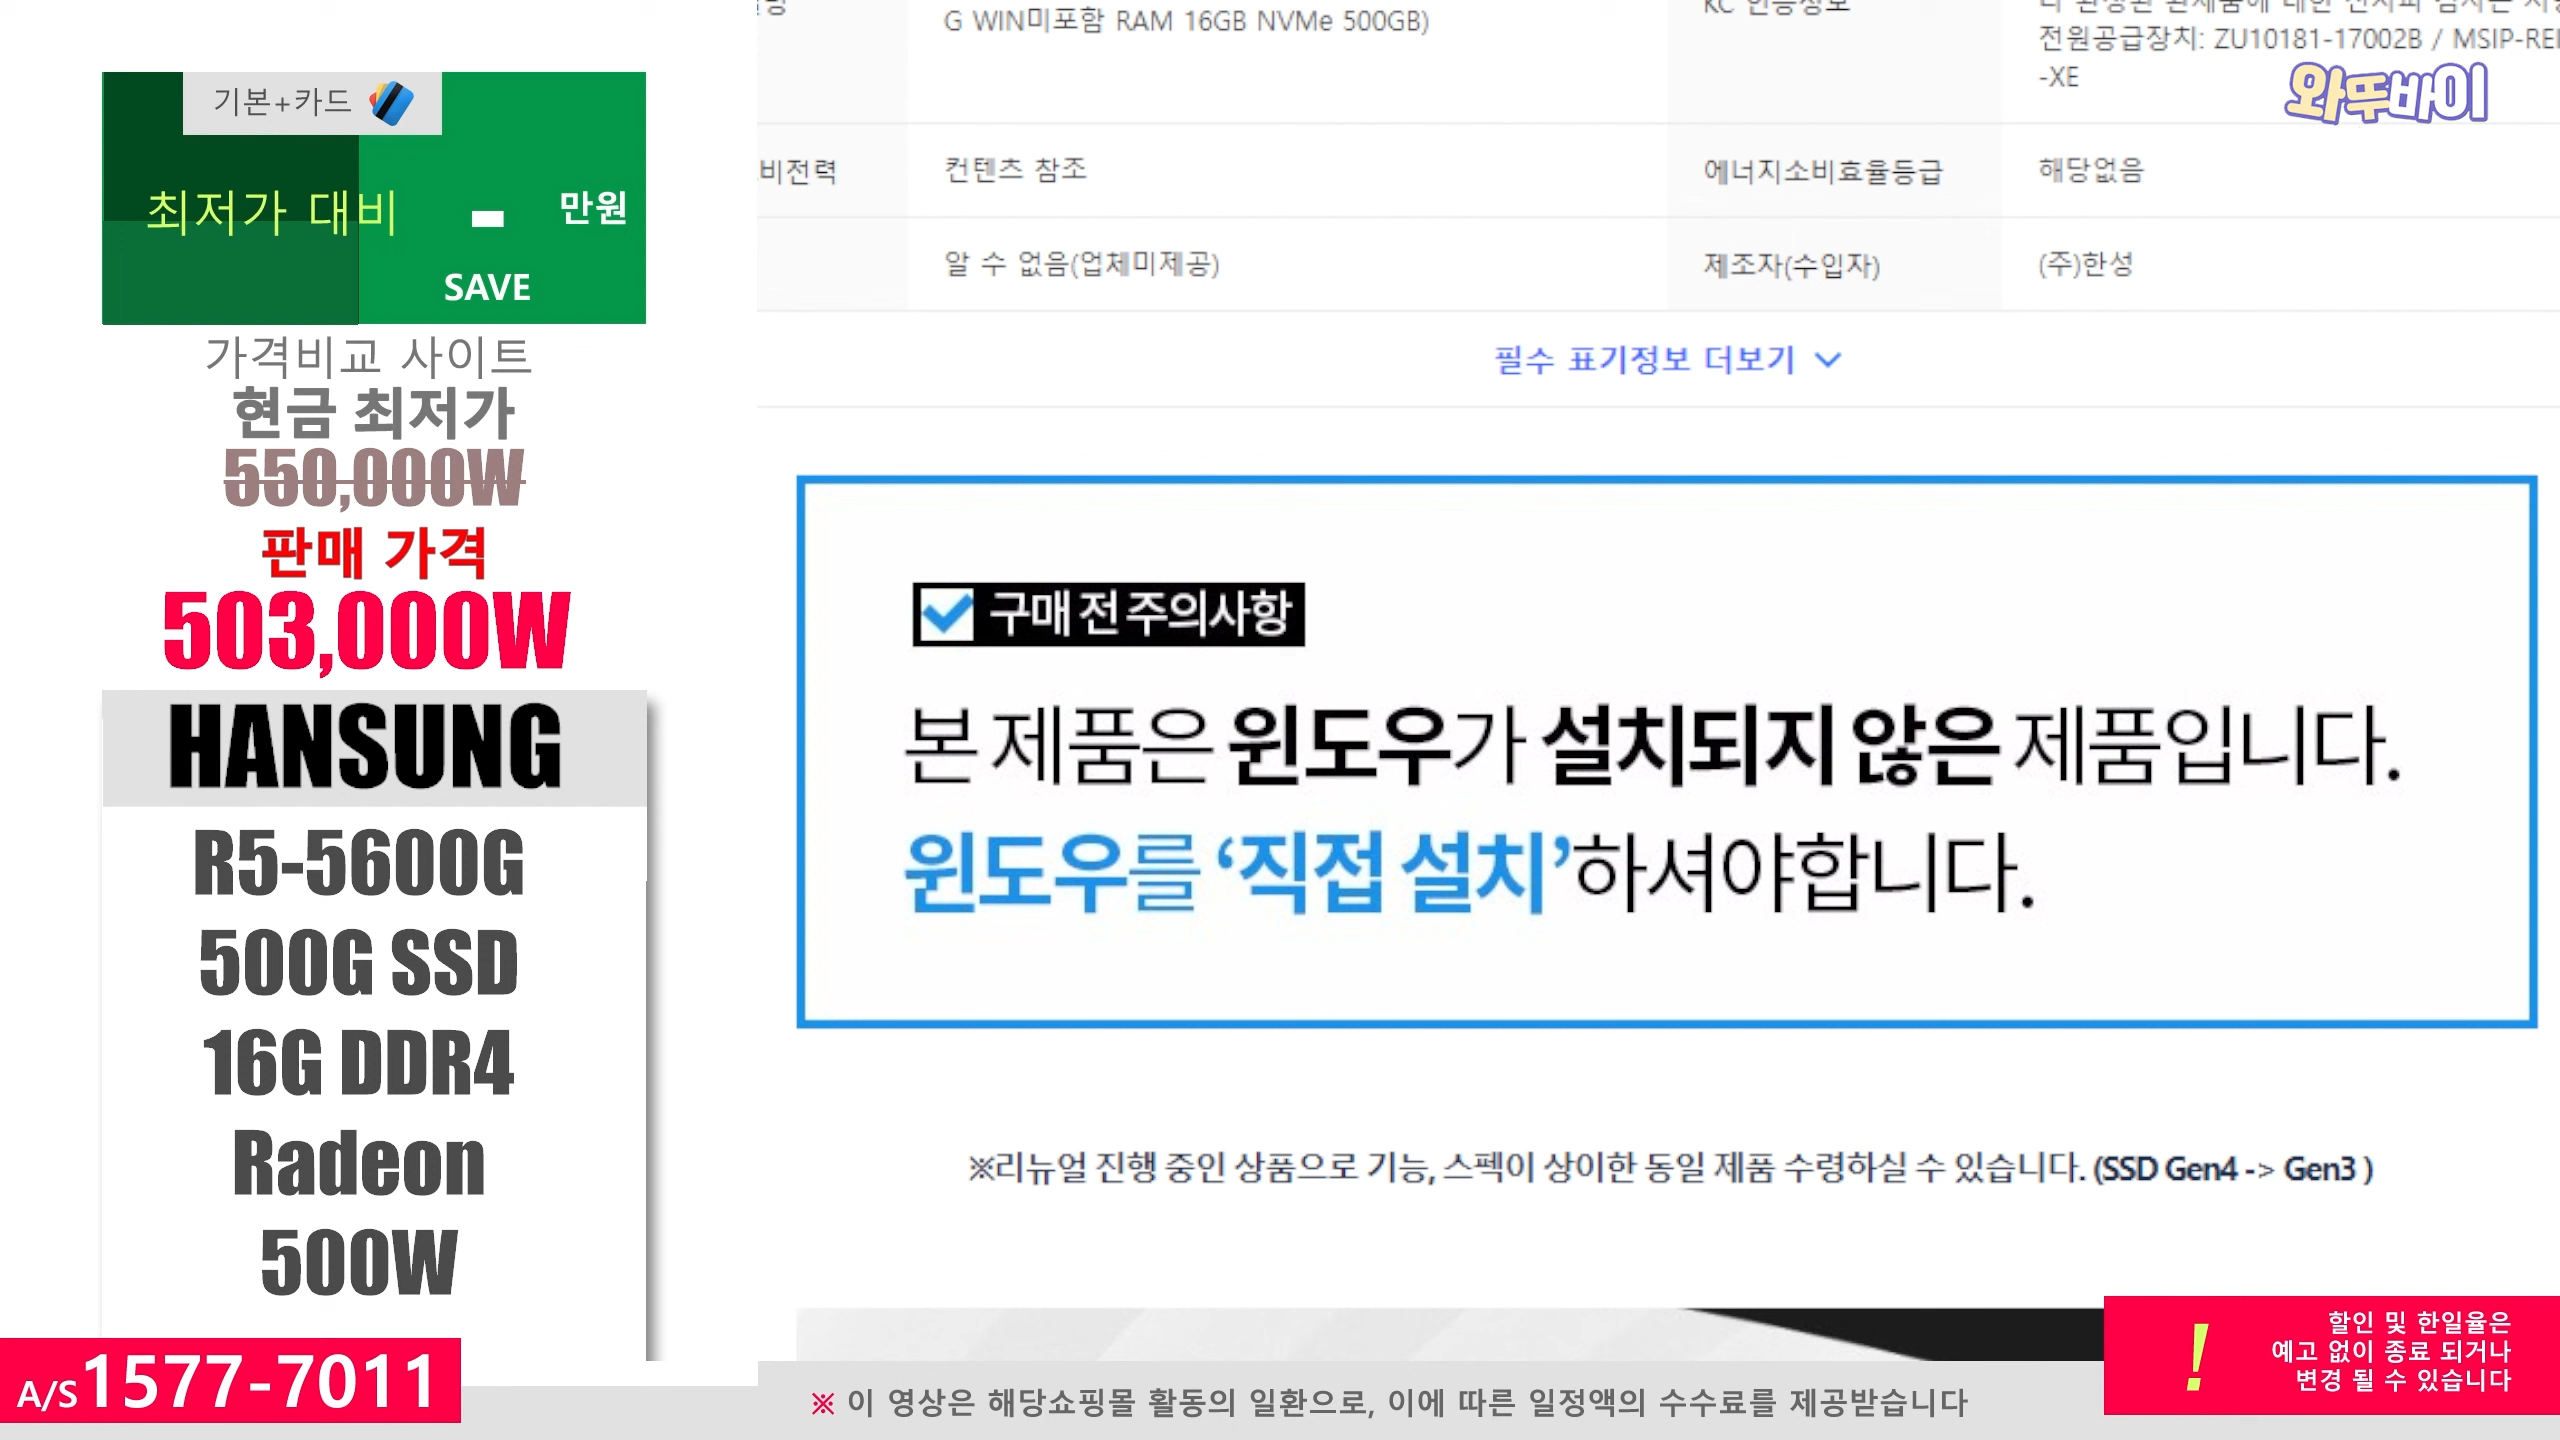 기본+카드
최저가 대비 - 만원
SAVE
가격비교 사이트
현금 최저가
550,000W
판매 가격
503,000W
HANSUNG
R5-5600G
500G SSD
16G DDR4
Radeon
500W
A/S 1577-7011
G WIN미포함 RAM 16GB NVMe 500GB)
KC 인증정보
전원공급장치: ZU10181-17002B / MSIP-REI
-XE
와뚜바이
비전력
컨텐츠 참조
에너지소비효율등급
해당없음
알 수 없음(업체미제공)
제조자(수입자)
(주)한성
필수 표기정보 더보기
구매 전 주의사항
본 제품은 윈도우가 설치되지 않은 제품입니다.
윈도우를 ‘직접 설치’하셔야합니다.
※리뉴얼 진행 중인 상품으로 기능, 스펙이 상이한 동일 제품 수령하실 수 있습니다. (SSD Gen4 -> Gen3 )
※ 이 영상은 해당쇼핑몰 활동의 일환으로, 이에 따른 일정액의 수수료를 제공받습니다
! 할인 및 한일율은
예고 없이 종료 되거나
변경 될 수 있습니다